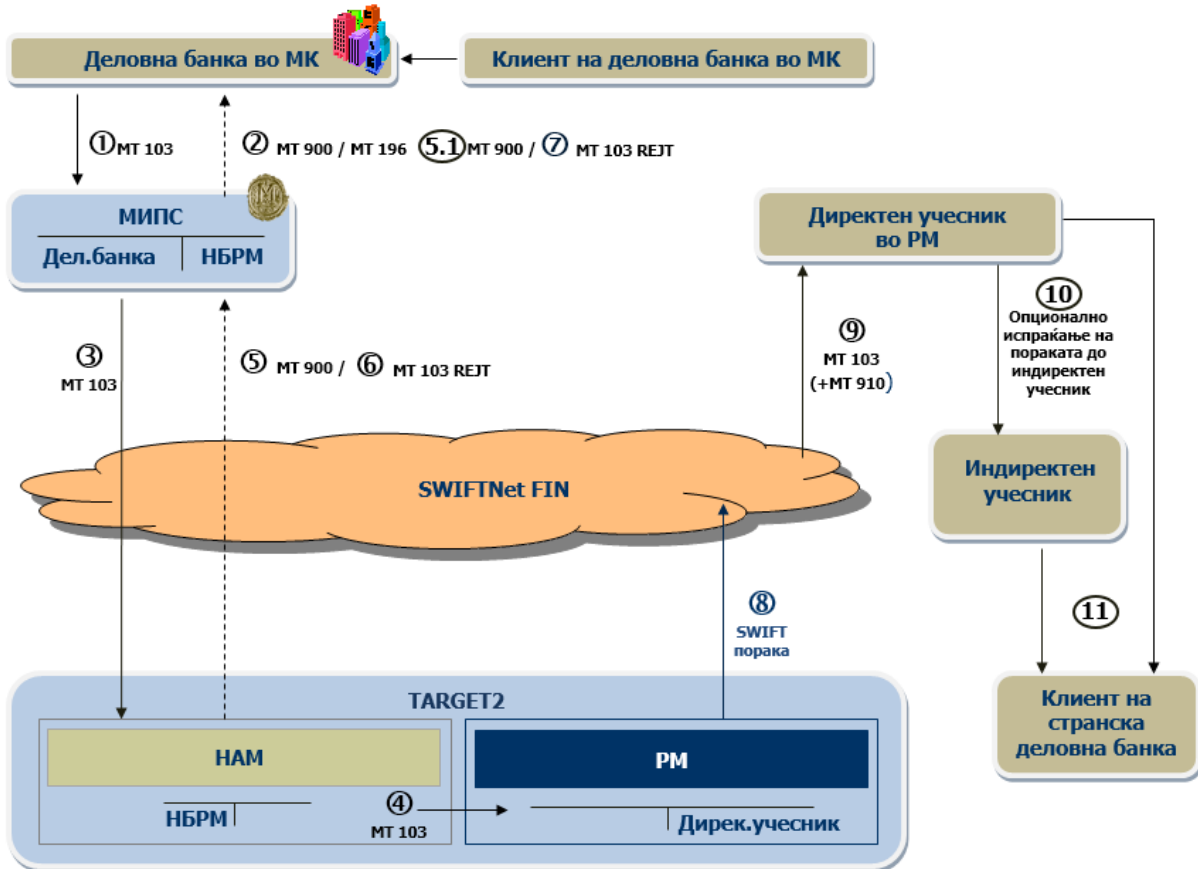 Деловна банка во МК
Клиент на деловна банка во МК
① МТ 103
② МТ 900 / МТ 196 5.1 МТ 900 / ⑦ МТ 103 REJT
МИПС
Дел.банка НБРМ
Директен учесник
во РМ
③
МТ 103
⑤ МТ 900 / ⑥ МТ 103 REJT
⑨
МТ 103
(+МТ 910)
10
Опционално
испраќање на
пораката до
индиректен
учесник
SWIFTNet FIN
Индиректен
учесник
⑧
SWIFT
порака
11
TARGET2
НАМ
РМ
НБРМ
④
МТ 103
Дирек.учесник
Клиент на
странска
деловна банка